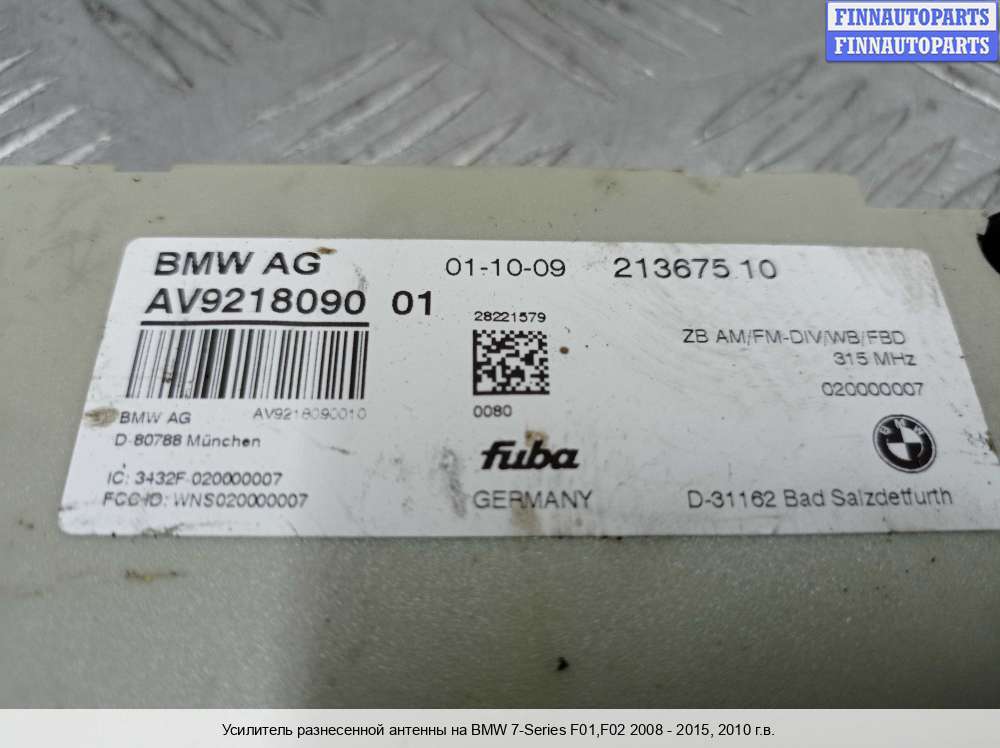 FINNAUTOPARTS
FINNAUTOPARTS
BMW AG
01-10-09 213675 10
AV9218090 01
28221579
ZB AM/FM-DIV/WB/FBD
315 MHz
020000007
AV9218090010
0080
BMW AG
D-80788 München
BMW
fuba
IC: 3432F-020000007
FCC-ID: WNS020000007
GERMANY
D-31162 Bad Salzdetfurth
Усилитель разнесенной антенны на BMW 7-Series F01,F02 2008 - 2015, 2010 г.в.